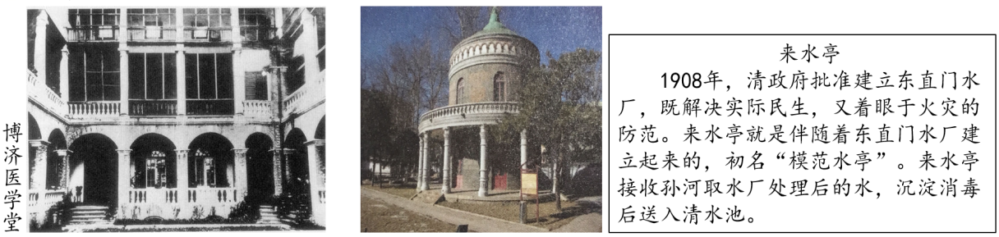 博济医学堂
来水亭
1908年，清政府批准建立东直门水
厂，既解决实际民生，又着眼于火灾的
防范。来水亭就是伴随着东直门水厂建
立起来的，初名“模范水亭”。来水亭
接收孙河取水厂处理后的水，沉淀消毒
后送入清水池。